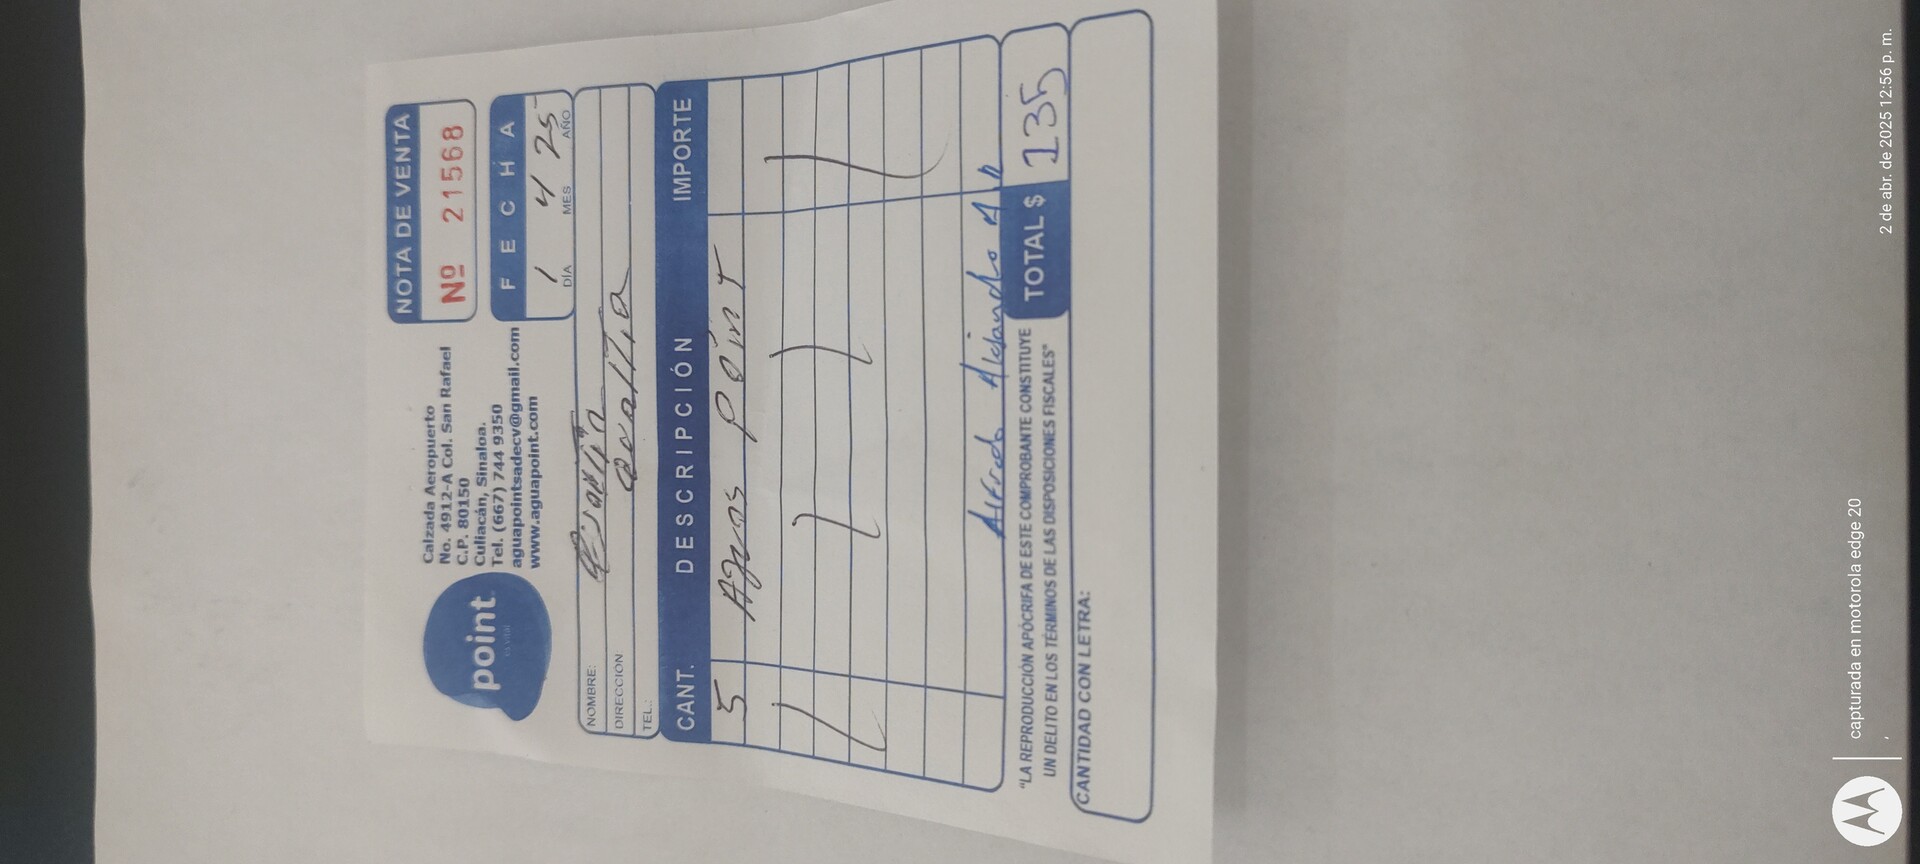 point
Calzada Aeropuerto
No. 4912-A Col. San Rafael
C.P. 80150
Culiacán, Sinaloa.
Tel. (667) 744 9350
aguapointsadecv@gmail.com
www.aguapoint.com
NOTA DE VENTA
Nº 21568
FECHA
1 4 25
DÍA MES AÑO
NOMBRE:
DIRECCIÓN:
TEL.:
CANT. DESCRIPCIÓN IMPORTE
5 Aguas Point
Alfredo Alejandro
"LA REPRODUCCIÓN APÓCRIFA DE ESTE COMPROBANTE CONSTITUYE
UN DELITO EN LOS TÉRMINOS DE LAS DISPOSICIONES FISCALES"
TOTAL $ 135
CANTIDAD CON LETRA:
capturada en motorola edge 20
,
2 de abr. de 2025 12:56 p. m.